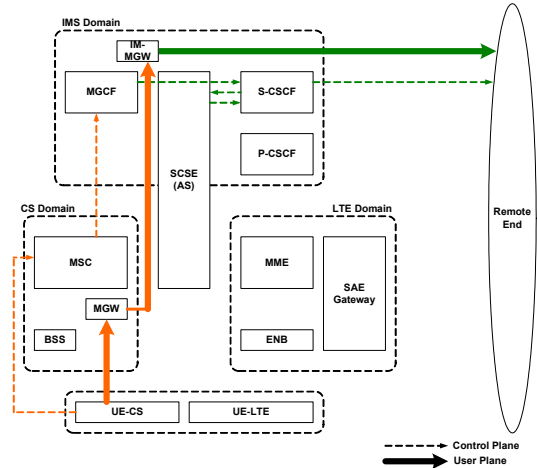 IMS Domain
IM-
MGW
MGCF
S-CSCF
P-CSCF
SCSE
(AS)
CS Domain
LTE Domain
Remote
End
MSC
MME
SAE
Gateway
MGW
BSS
ENB
UE-CS
UE-LTE
Control Plane
User Plane